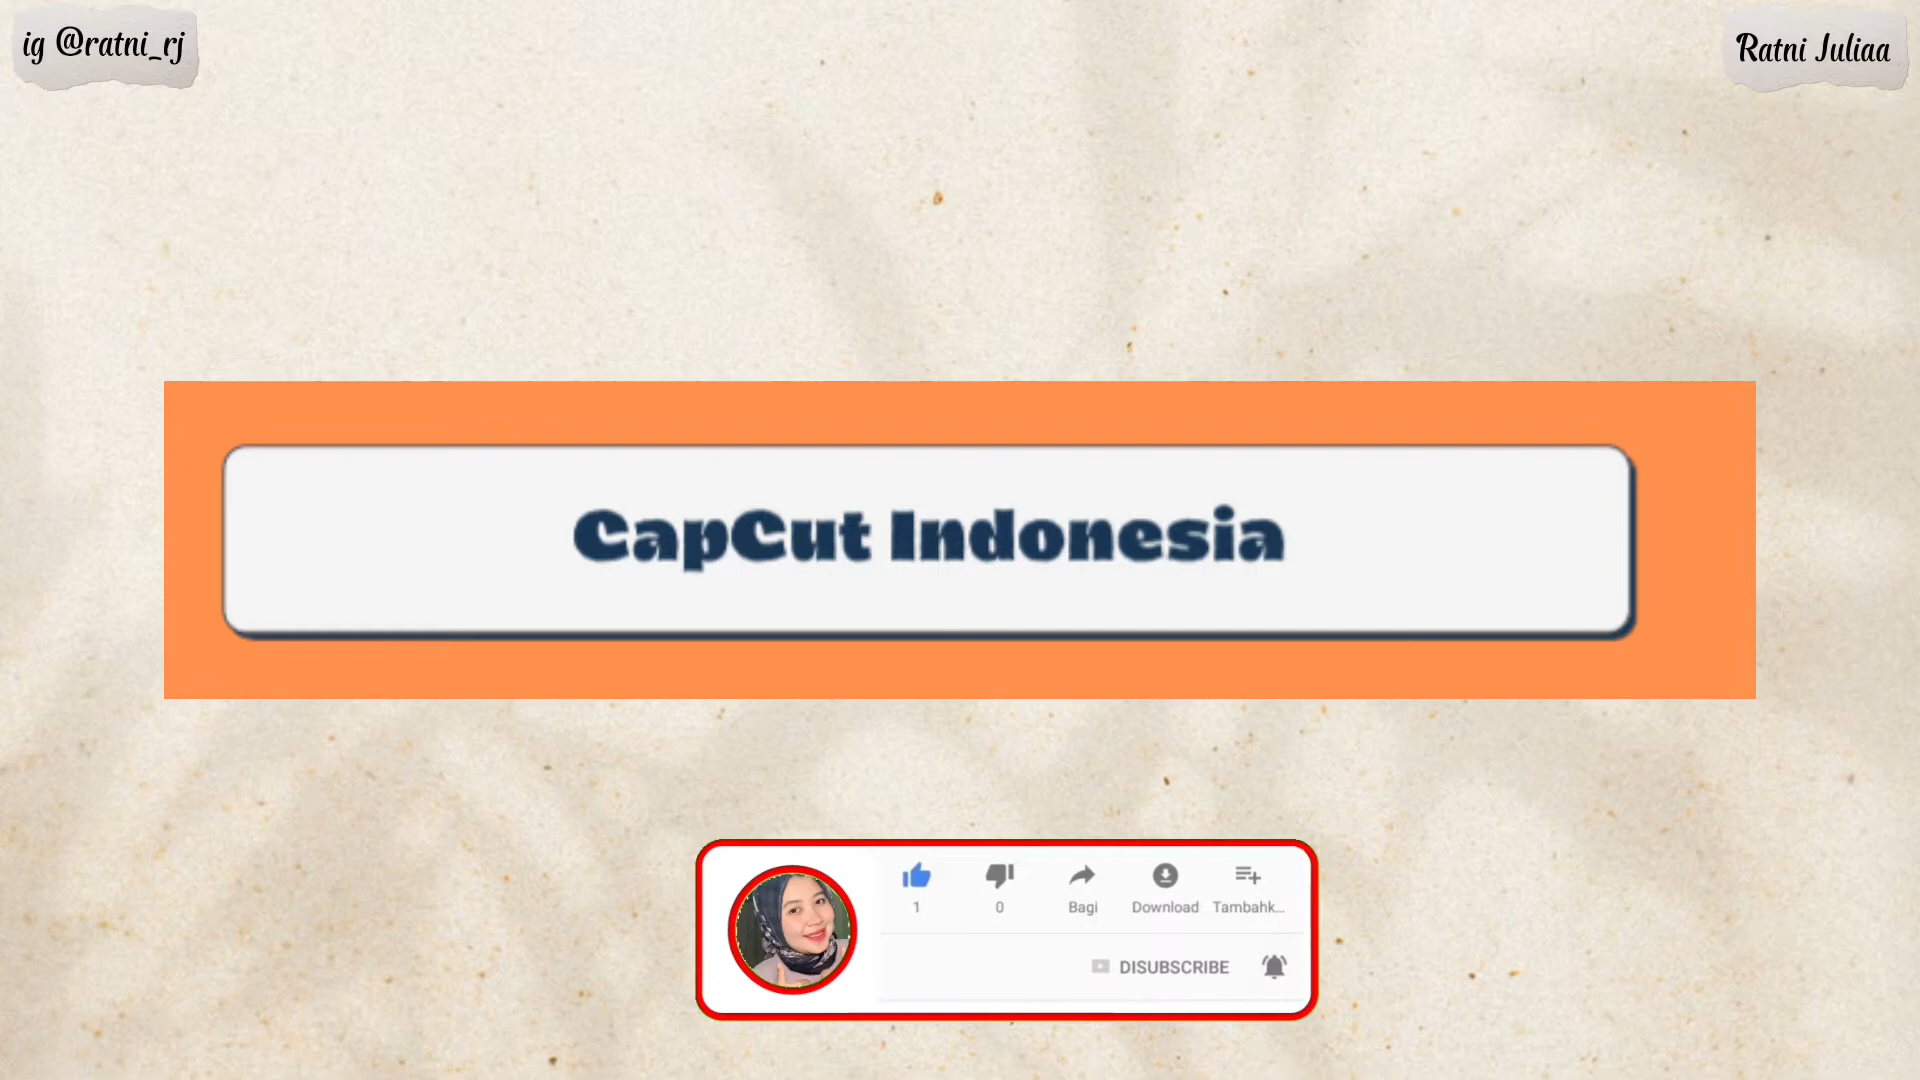 ig @ratni_rj
Ratni Juliaa
CapCut Indonesia
1
0
Bagi
Download
Tambahk...
DISUBSCRIBE